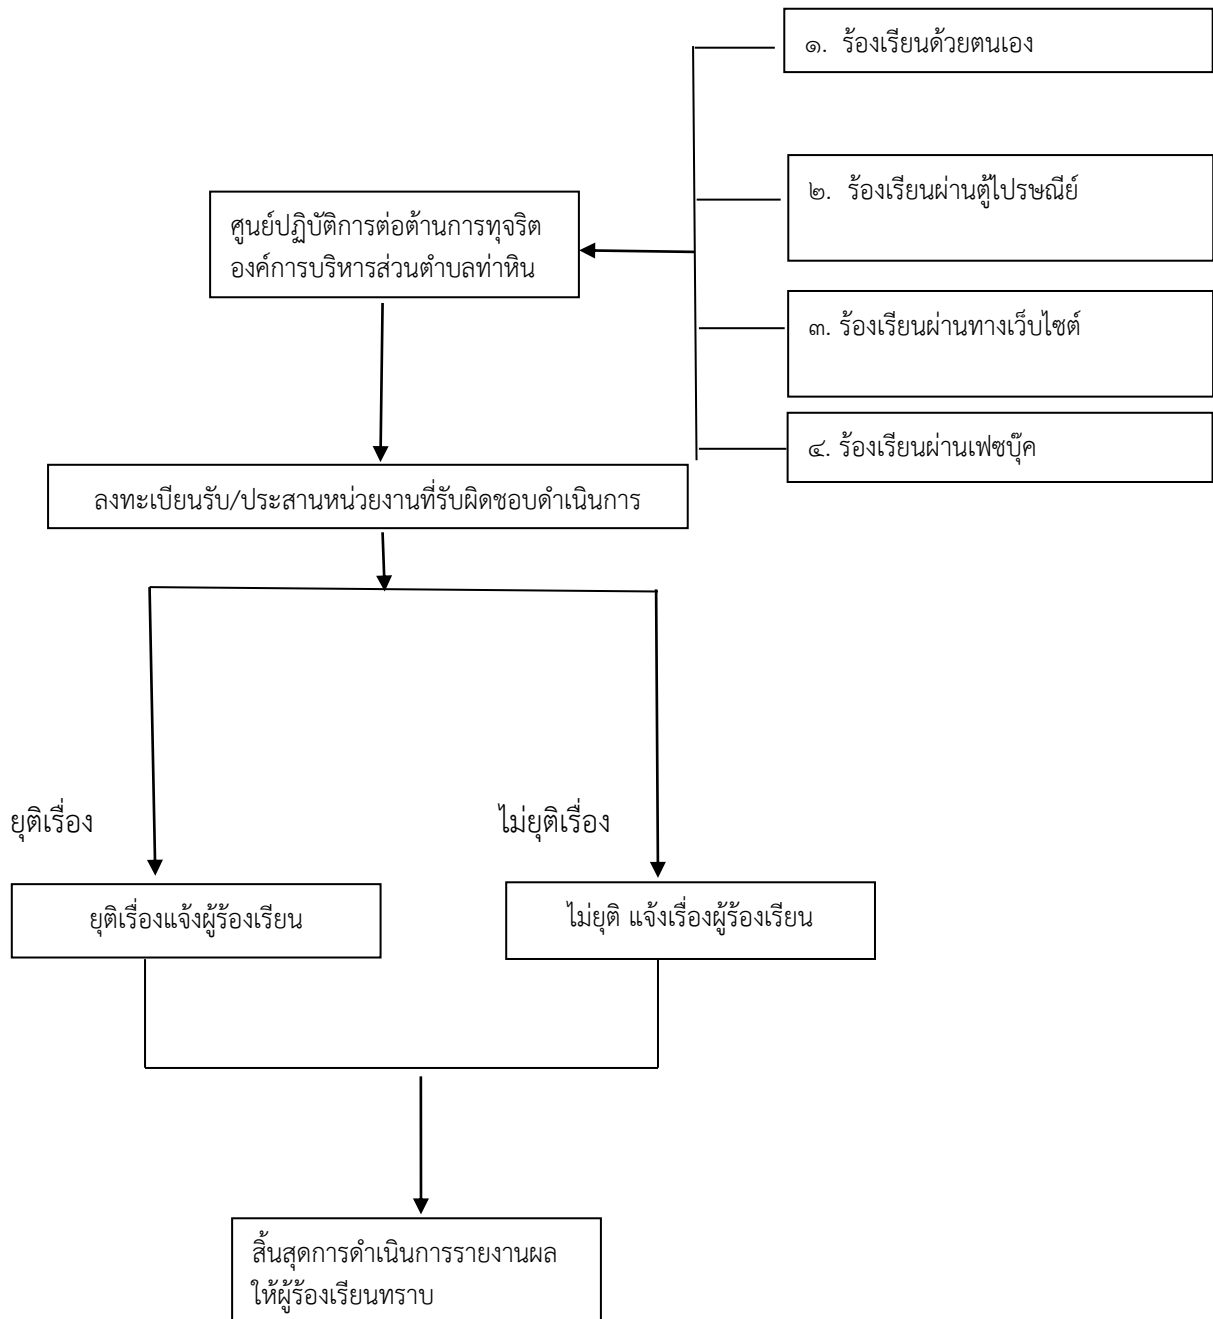 ๑. ร้องเรียนด้วยตนเอง
๒. ร้องเรียนผ่านตู้ไปรษณีย์
ศูนย์ปฏิบัติการต่อต้านการทุจริต
องค์การบริหารส่วนตำบลท่าหิน
๓. ร้องเรียนผ่านทางเว็บไซต์
๔. ร้องเรียนผ่านเฟซบุ๊ค
ลงทะเบียนรับ/ประสานหน่วยงานที่รับผิดชอบดำเนินการ
ยุติเรื่อง
ไม่ยุติเรื่อง
ยุติเรื่องแจ้งผู้ร้องเรียน
ไม่ยุติ แจ้งเรื่องผู้ร้องเรียน
สิ้นสุดการดำเนินการรายงานผล
ให้ผู้ร้องเรียนทราบ